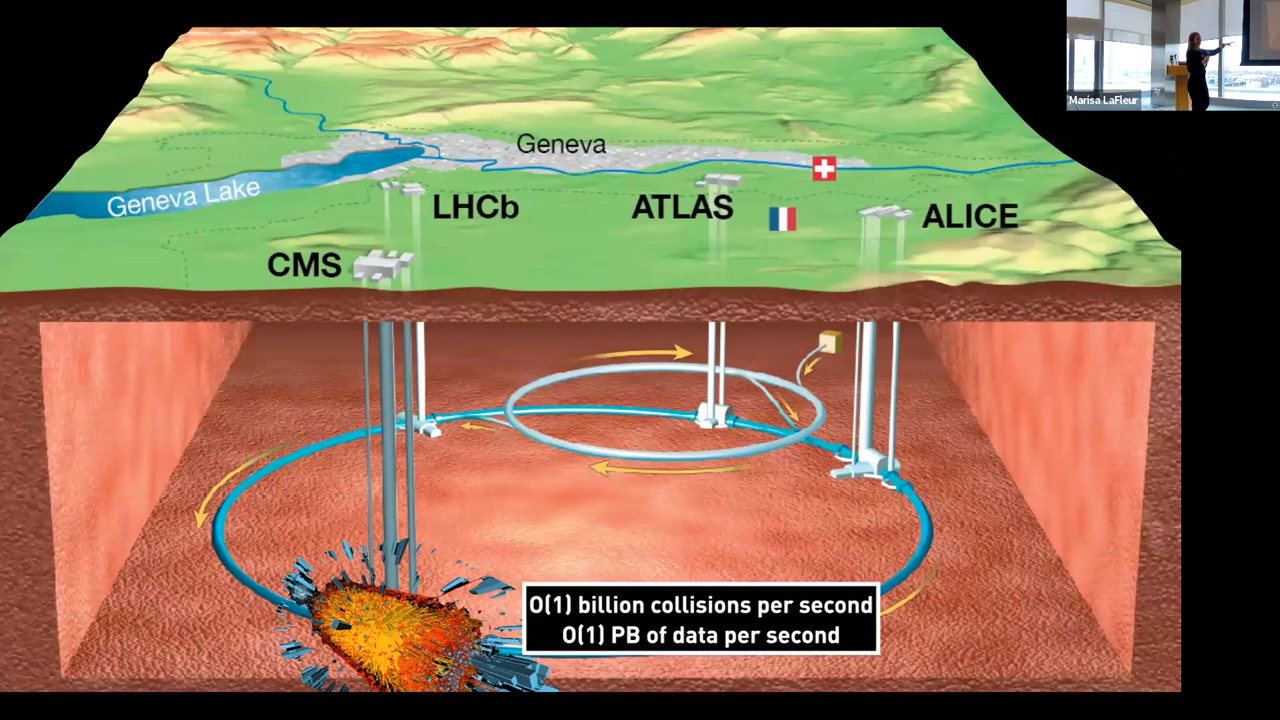 Marisa LaFleur
Geneva
Geneva Lake
LHCb
ATLAS
ALICE
CMS
O(1) billion collisions per second
O(1) PB of data per second